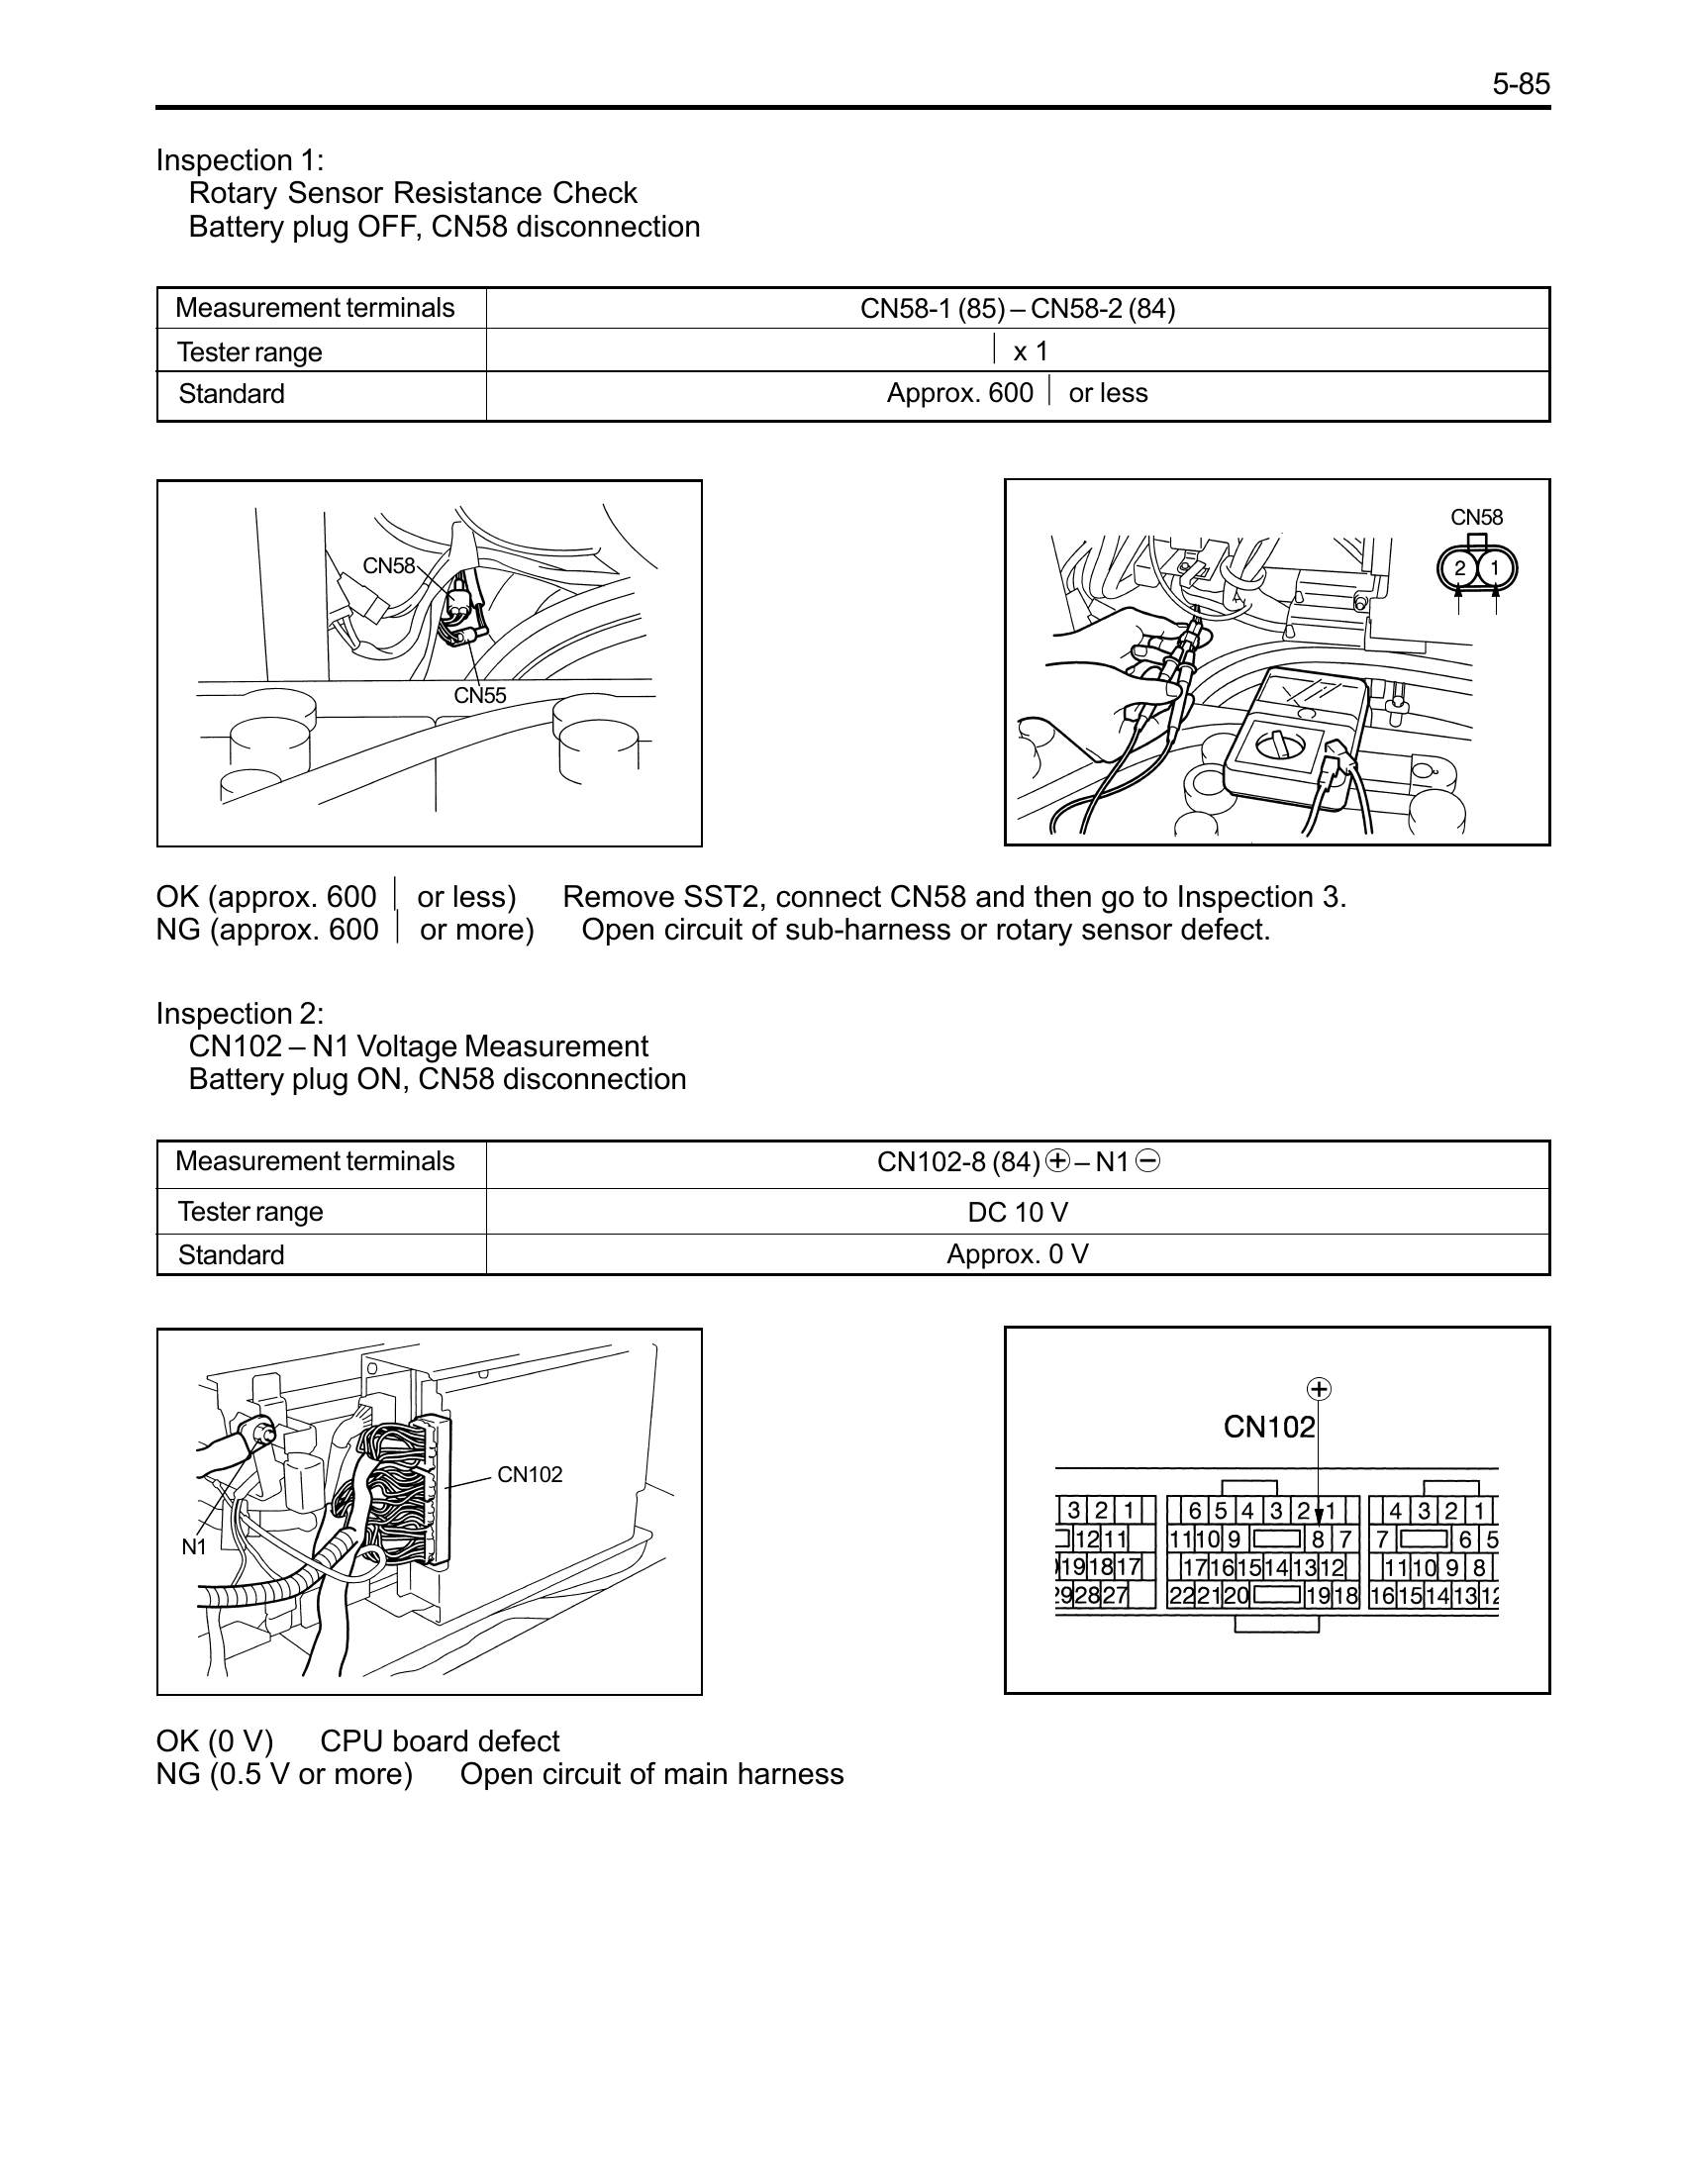 5-85
Inspection 1:
Rotary Sensor Resistance Check
Battery plug OFF, CN58 disconnection
Measurement terminals CN58-1 (85) – CN58-2 (84)
Tester range | x 1
Standard Approx. 600 | or less
CN58
CN55
CN58
2 1
OK (approx. 600 | or less) Remove SST2, connect CN58 and then go to Inspection 3.
NG (approx. 600 | or more) Open circuit of sub-harness or rotary sensor defect.
Inspection 2:
CN102 – N1 Voltage Measurement
Battery plug ON, CN58 disconnection
Measurement terminals CN102-8 (84) ⊕ – N1 ⊖
Tester range DC 10 V
Standard Approx. 0 V
CN102
N1
⊕
CN102
3 2 1 6 5 4 3 2 1 4 3 2 1
12 11 11 10 9 8 7 7 6 5
19 18 17 17 16 15 14 13 12 11 10 9 8
29 28 27 22 21 20 19 18 16 15 14 13 12
OK (0 V) CPU board defect
NG (0.5 V or more) Open circuit of main harness